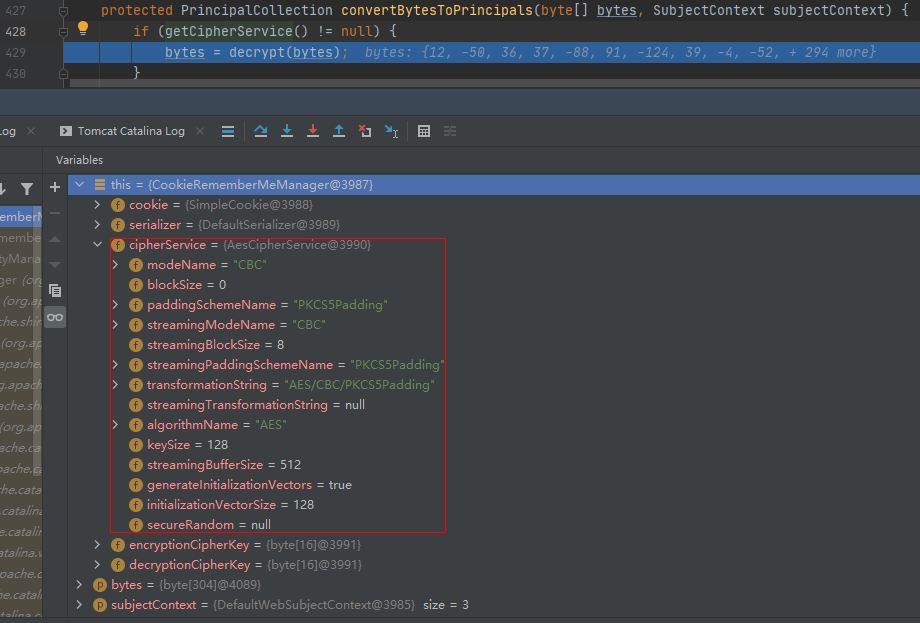 427 protected PrincipalCollection convertBytesToPrincipals(byte[] bytes, SubjectContext subjectContext) {
428 if (getCipherService() != null) {
429 bytes = decrypt(bytes); bytes: {12, -50, 36, 37, -88, 91, -124, 39, -4, -52, + 294 more}
430 }
Log Tomcat Catalina Log
Variables
this = {CookieRememberMeManager@3987}
cookie = {SimpleCookie@3988}
serializer = {DefaultSerializer@3989}
cipherService = {AesCipherService@3990}
modeName = "CBC"
blockSize = 0
paddingSchemeName = "PKCS5Padding"
streamingModeName = "CBC"
streamingBlockSize = 8
streamingPaddingSchemeName = "PKCS5Padding"
transformationString = "AES/CBC/PKCS5Padding"
streamingTransformationString = null
algorithmName = "AES"
keySize = 128
streamingBufferSize = 512
generateInitializationVectors = true
initializationVectorSize = 128
secureRandom = null
encryptionCipherKey = {byte[16]@3991}
decryptionCipherKey = {byte[16]@3991}
bytes = {byte[304]@4089}
subjectContext = {DefaultWebSubjectContext@3985} size = 3